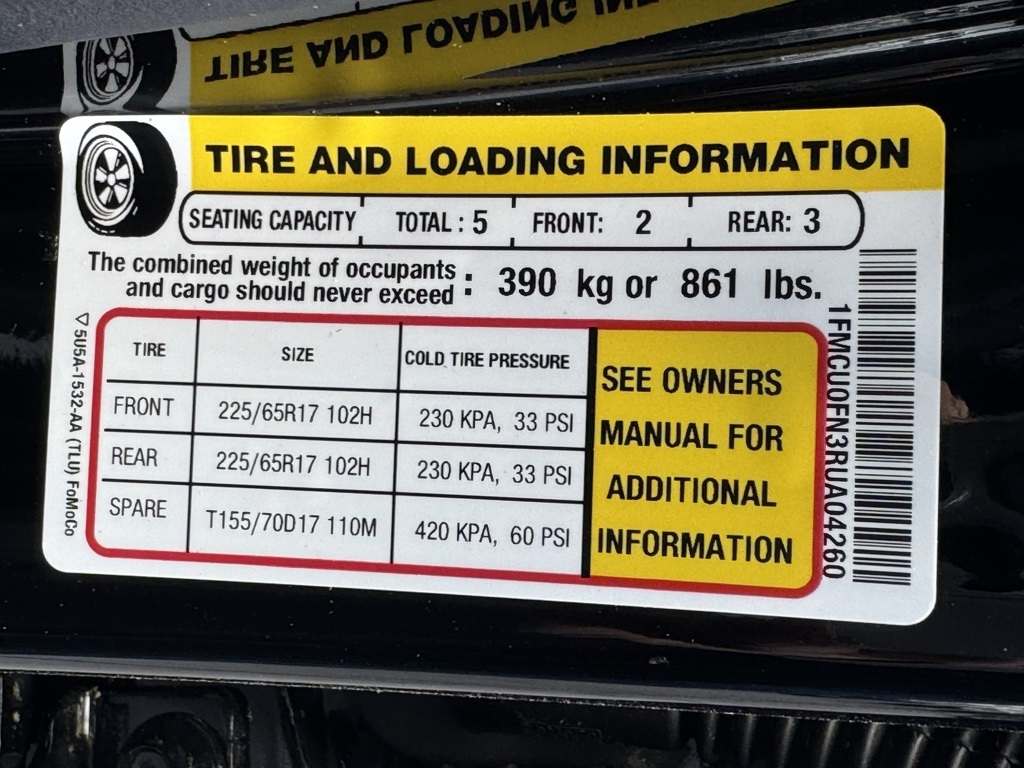 TIRE AND LOADING IN
TIRE AND LOADING INFORMATION
SEATING CAPACITY TOTAL : 5 FRONT: 2 REAR: 3
The combined weight of occupants
and cargo should never exceed : 390 kg or 861 lbs.
TIRE SIZE COLD TIRE PRESSURE
FRONT 225/65R17 102H 230 KPA, 33 PSI
REAR 225/65R17 102H 230 KPA, 33 PSI
SPARE T155/70D17 110M 420 KPA, 60 PSI
SEE OWNERS
MANUAL FOR
ADDITIONAL
INFORMATION
▽5U5A-1532-AA (TLU) FoMoCo
1FMCU0FN3RUA04260